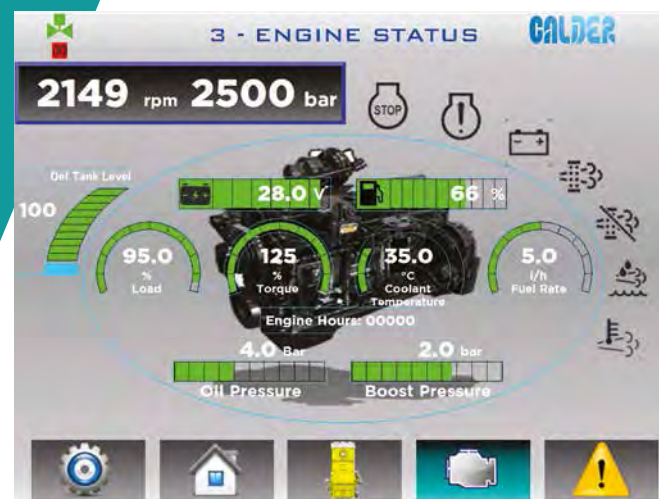 3 - ENGINE STATUS
CALDER
2149 rpm 2500 bar
STOP
Def Tank Level
100
28.0 V
66 %
95.0
%
Load
125
%
Torque
35.0
°C
Coolant
Temperature
5.0
l/h
Fuel Rate
Engine Hours: 00000
4.0 Bar
Oil Pressure
2.0 bar
Boost Pressure